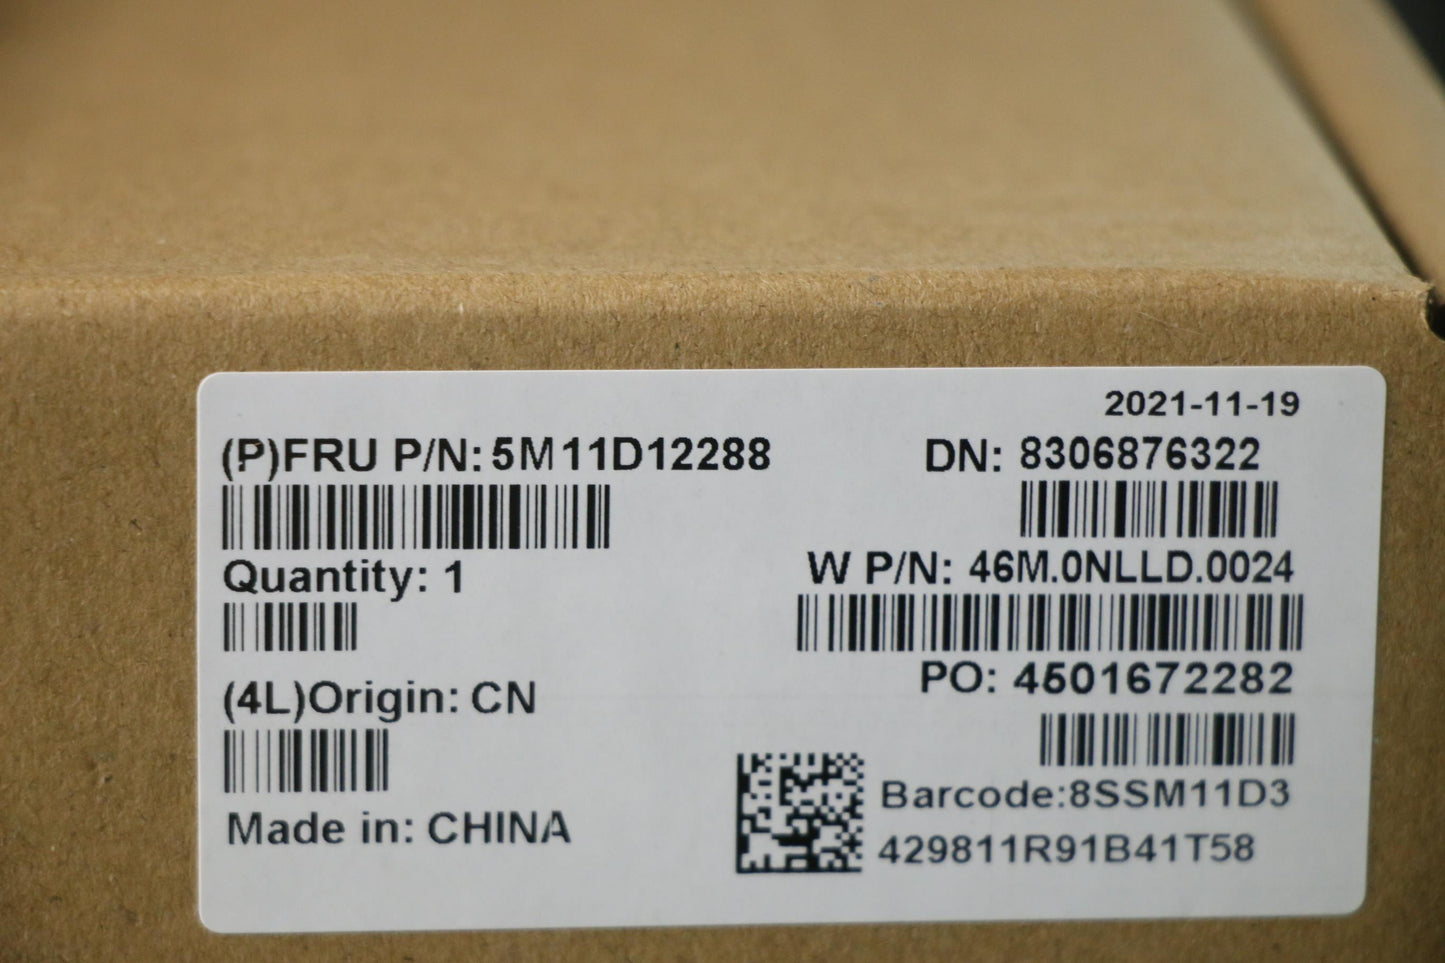 2021-11-19
(P)FRU P/N: 5M11D12288
DN: 8306876322
Quantity: 1
W P/N: 46M.0NLLD.0024
PO: 4501672282
(4L)Origin: CN
Barcode:8SSM11D3
429811R91B41T58
Made in: CHINA